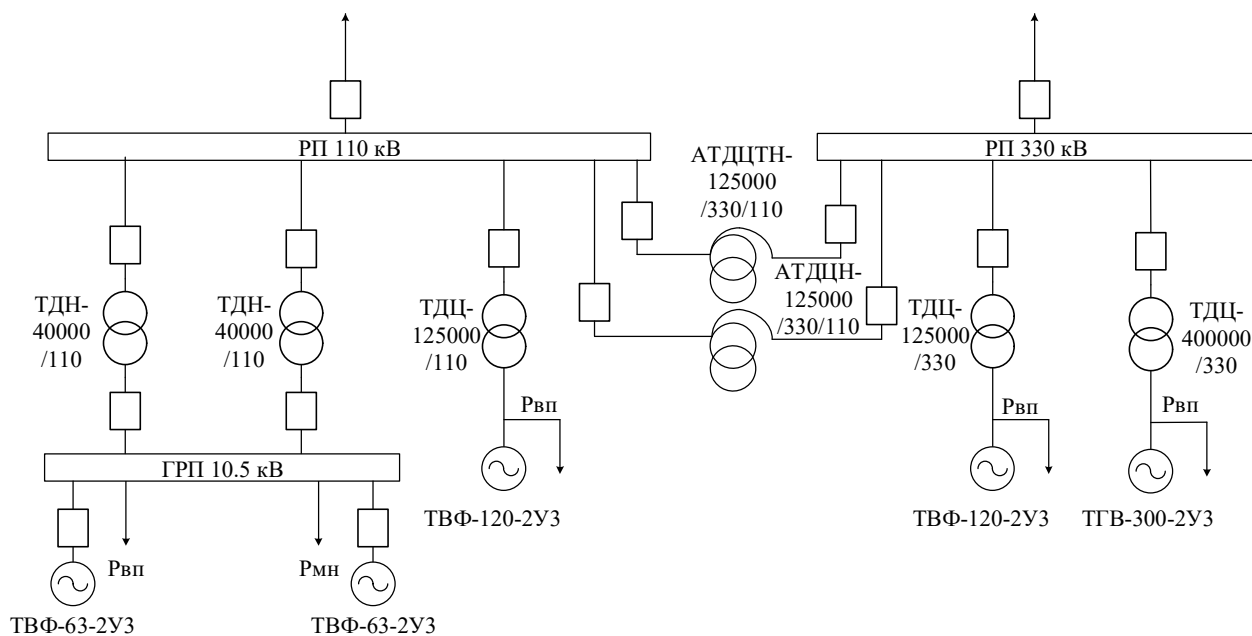 РП 110 кВ
РП 330 кВ
АТДЦТН-
125000
/330/110
АТДЦН-
125000
/330/110
ТДН-
40000
/110
ТДН-
40000
/110
ТДЦ-
125000
/110
ТДЦ-
125000
/330
ТДЦ-
400000
/330
Рвп
Рвп
Рвп
ГРП 10.5 кВ
ТВФ-120-2У3
ТВФ-120-2У3
ТГВ-300-2У3
Рвп
Рмн
ТВФ-63-2У3
ТВФ-63-2У3